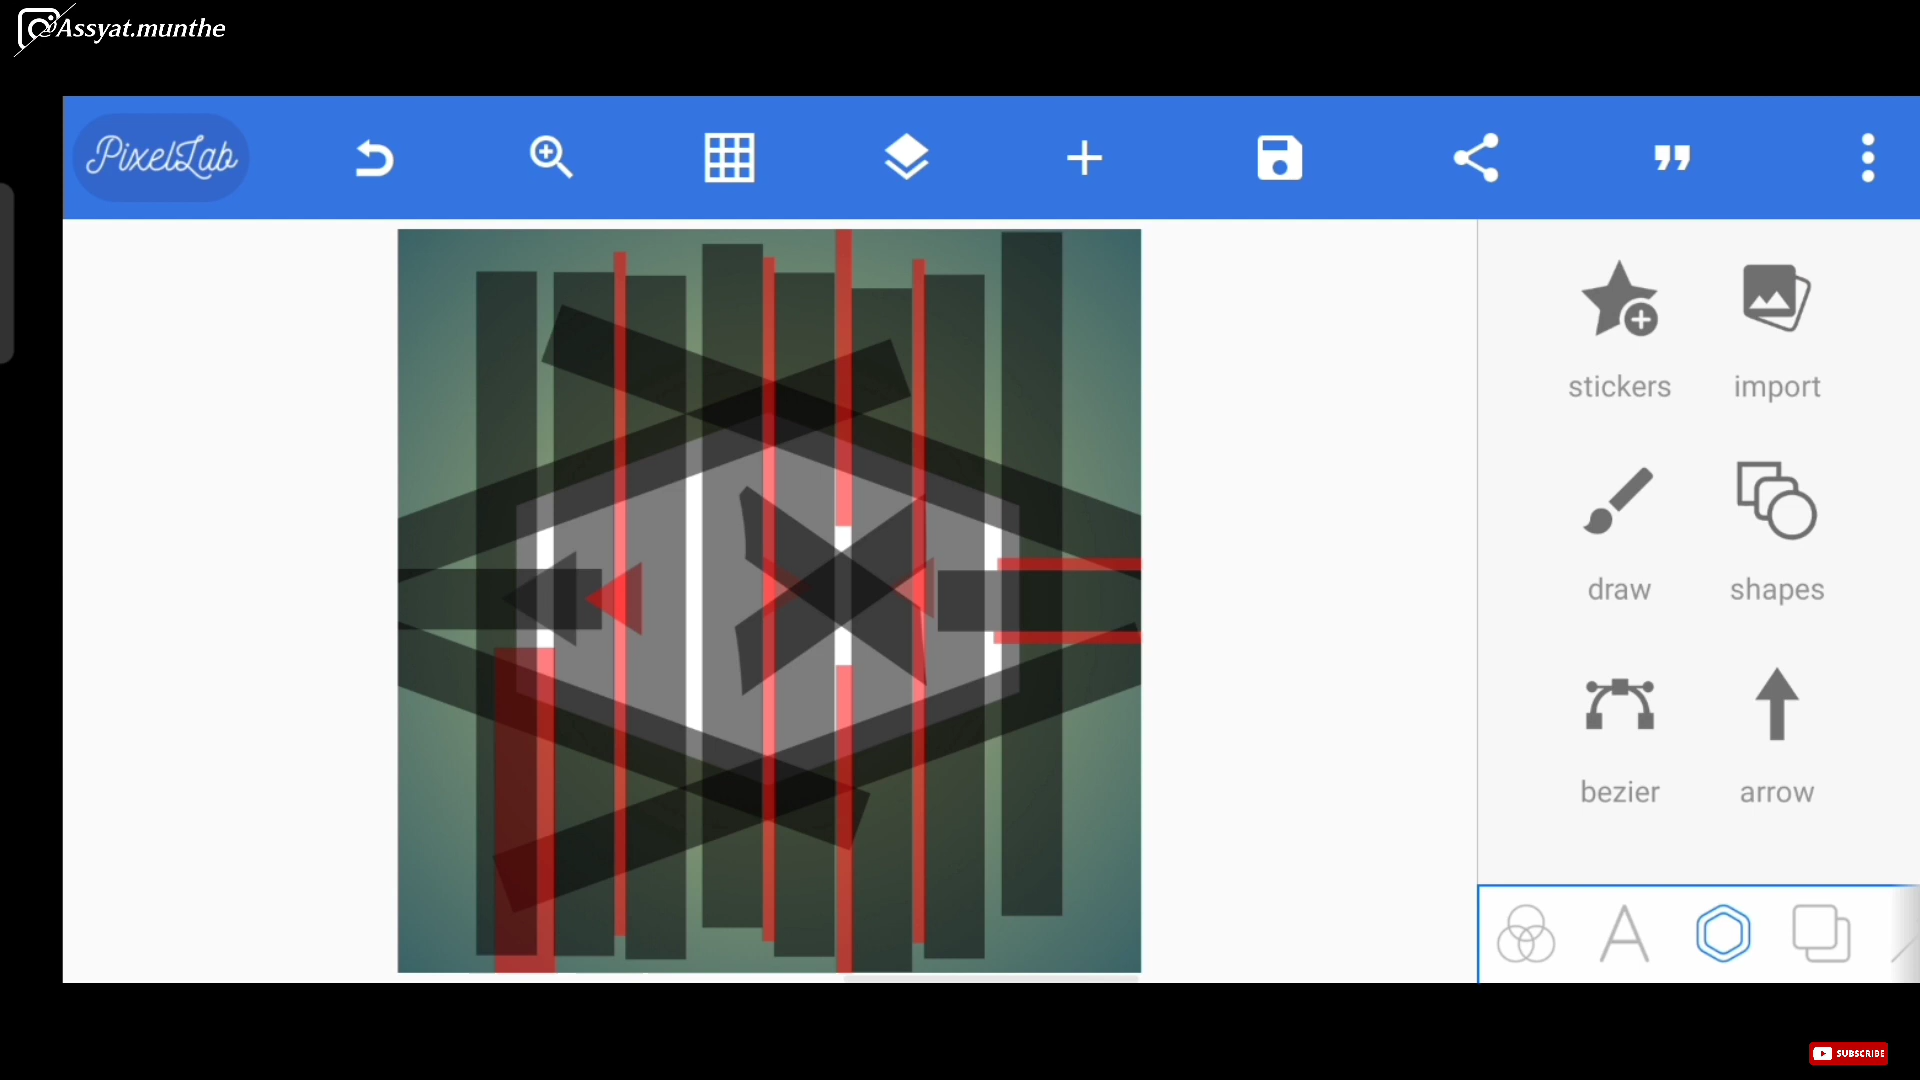 @Assyat.munthe
PixelLab
stickers
import
draw
shapes
bezier
arrow
SUBSCRIBE